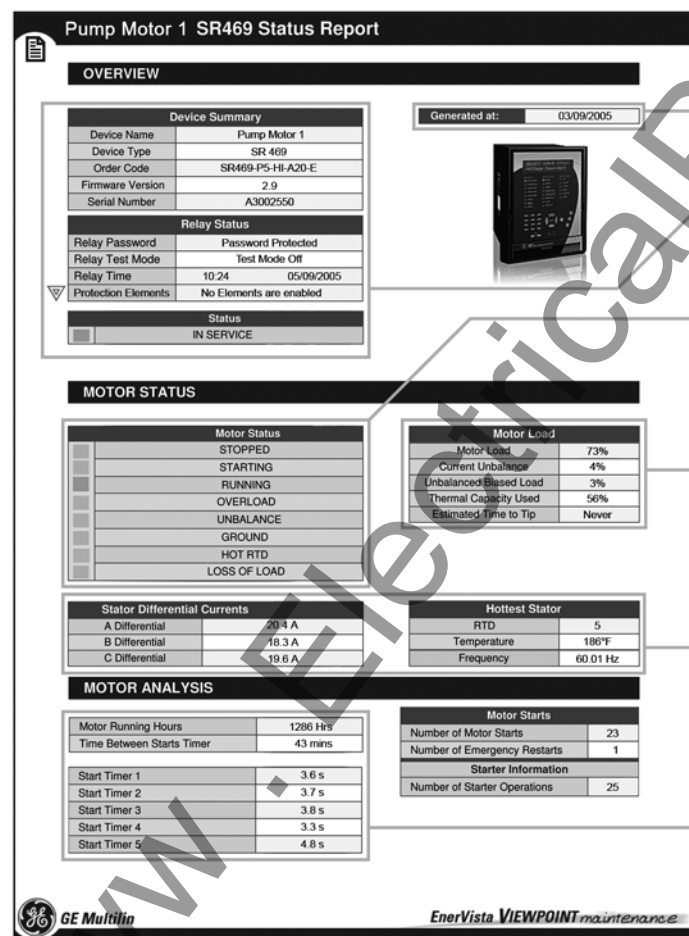 Pump Motor 1 SR469 Status Report
OVERVIEW
Device Summary
Device Name Pump Motor 1
Device Type SR 469
Order Code SR469-P5-HI-A20-E
Firmware Version 2.9
Serial Number A3002550
Relay Status
Relay Password Password Protected
Relay Test Mode Test Mode Off
Relay Time 10:24 05/09/2005
Protection Elements No Elements are enabled
Status
IN SERVICE
Generated at: 03/09/2005
MOTOR STATUS
Motor Status
STOPPED
STARTING
RUNNING
OVERLOAD
UNBALANCE
GROUND
HOT RTD
LOSS OF LOAD
Motor Load
Motor Load 73%
Current Unbalance 4%
Unbalanced Biased Load 3%
Thermal Capacity Used 56%
Estimated Time to Tip Never
Stator Differential Currents
A Differential 20.4 A
B Differential 18.3 A
C Differential 19.6 A
Hottest Stator
RTD 5
Temperature 186°F
Frequency 60.01 Hz
MOTOR ANALYSIS
Motor Running Hours 1286 Hrs
Time Between Starts Timer 43 mins
Start Timer 1 3.6 s
Start Timer 2 3.7 s
Start Timer 3 3.8 s
Start Timer 4 3.3 s
Start Timer 5 4.8 s
Motor Starts
Number of Motor Starts 23
Number of Emergency Restarts 1
Starter Information
Number of Starter Operations 25
GE Multilin
EnerVista VIEWPOINT maintenance
www . Electrical